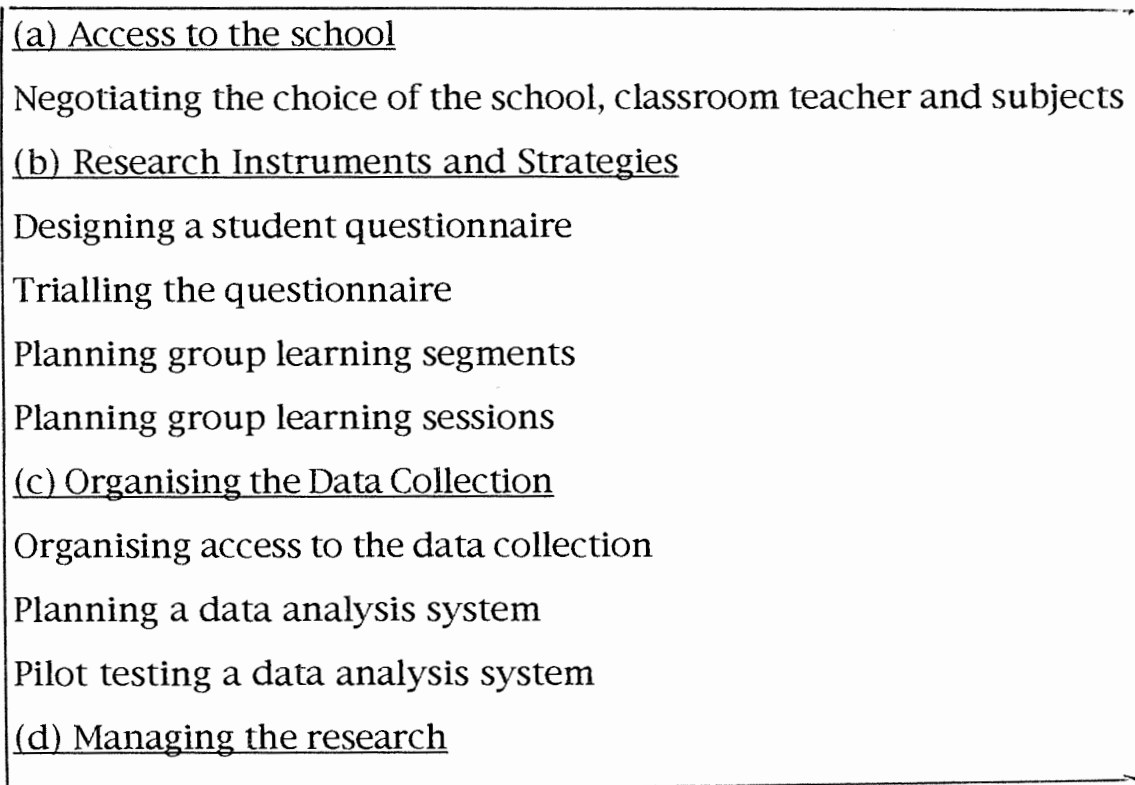 (a) Access to the school
Negotiating the choice of the school, classroom teacher and subjects
(b) Research Instruments and Strategies
Designing a student questionnaire
Trialling the questionnaire
Planning group learning segments
Planning group learning sessions
(c) Organising the Data Collection
Organising access to the data collection
Planning a data analysis system
Pilot testing a data analysis system
(d) Managing the research